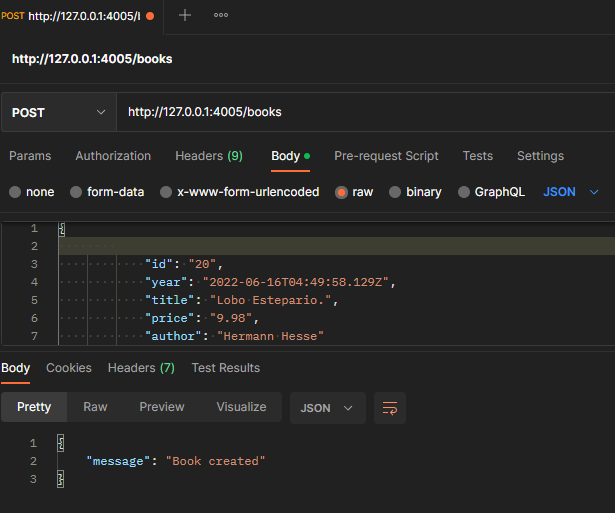 POST http://127.0.0.1:4005/
http://127.0.0.1:4005/books
POST http://127.0.0.1:4005/books
Params Authorization Headers (9) Body Pre-request Script Tests Settings
none form-data x-www-form-urlencoded raw binary GraphQL JSON
1 {
2
3 "id": "20",
4 "year": "2022-06-16T04:49:58.129Z",
5 "title": "Lobo Estepario.",
6 "price": "9.98",
7 "author": "Hermann Hesse"
Body Cookies Headers (7) Test Results
Pretty Raw Preview Visualize JSON
1 {
2 "message": "Book created"
3 }